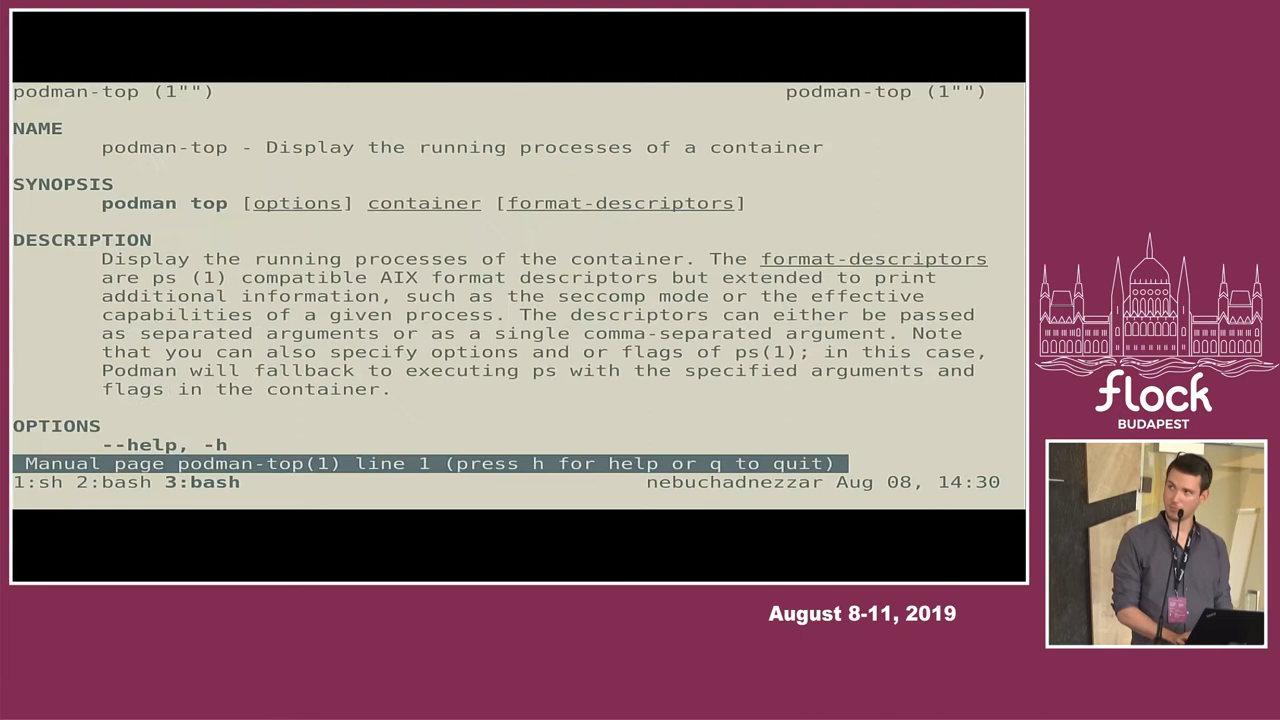 podman-top (1"") podman-top (1"")
NAME
podman-top - Display the running processes of a container
SYNOPSIS
podman top [options] container [format-descriptors]
DESCRIPTION
Display the running processes of the container. The format-descriptors
are ps (1) compatible AIX format descriptors but extended to print
additional information, such as the seccomp mode or the effective
capabilities of a given process. The descriptors can either be passed
as separated arguments or as a single comma-separated argument. Note
that you can also specify options and or flags of ps(1); in this case,
Podman will fallback to executing ps with the specified arguments and
flags in the container.
OPTIONS
--help, -h
Manual page podman-top(1) line 1 (press h for help or q to quit)
1:sh 2:bash 3:bash nebuchadnezzar Aug 08, 14:30
flock
BUDAPEST
August 8-11, 2019